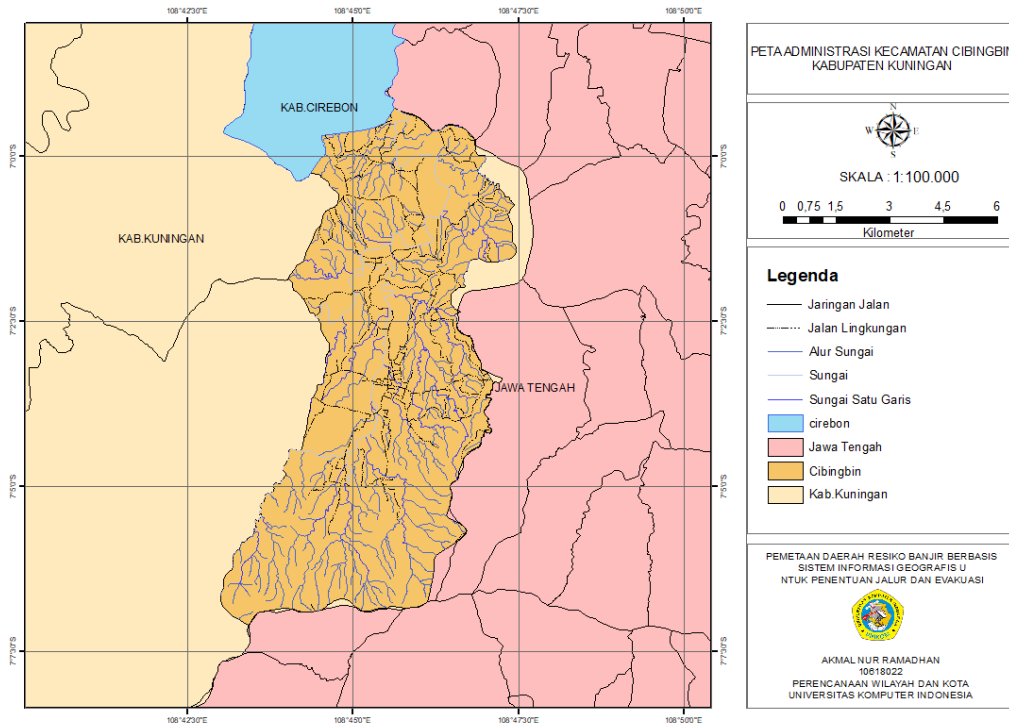 108°42'30"E 108°45'0"E 108°47'30"E 108°50'0"E
KAB.CIREBON
KAB.KUNINGAN
JAWA TENGAH
7°0'0"S 7°0'0"S
7°2'30"S 7°2'30"S
7°5'0"S 7°5'0"S
7°7'30"S 7°7'30"S
108°42'30"E 108°45'0"E 108°47'30"E 108°50'0"E
PETA ADMINISTRASI KECAMATAN CIBINGBIN
KABUPATEN KUNINGAN
N
W E
S
SKALA : 1:100.000
0 0,75 1,5 3 4,5 6
Kilometer
Legenda
Jaringan Jalan
Jalan Lingkungan
Alur Sungai
Sungai
Sungai Satu Garis
cirebon
Jawa Tengah
Cibingbin
Kab.Kuningan
PEMETAAN DAERAH RESIKO BANJIR BERBASIS
SISTEM INFORMASI GEOGRAFIS U
NTUK PENENTUAN JALUR DAN EVAKUASI
AKMAL NUR RAMADHAN
10618022
PERENCANAAN WILAYAH DAN KOTA
UNIVERSITAS KOMPUTER INDONESIA